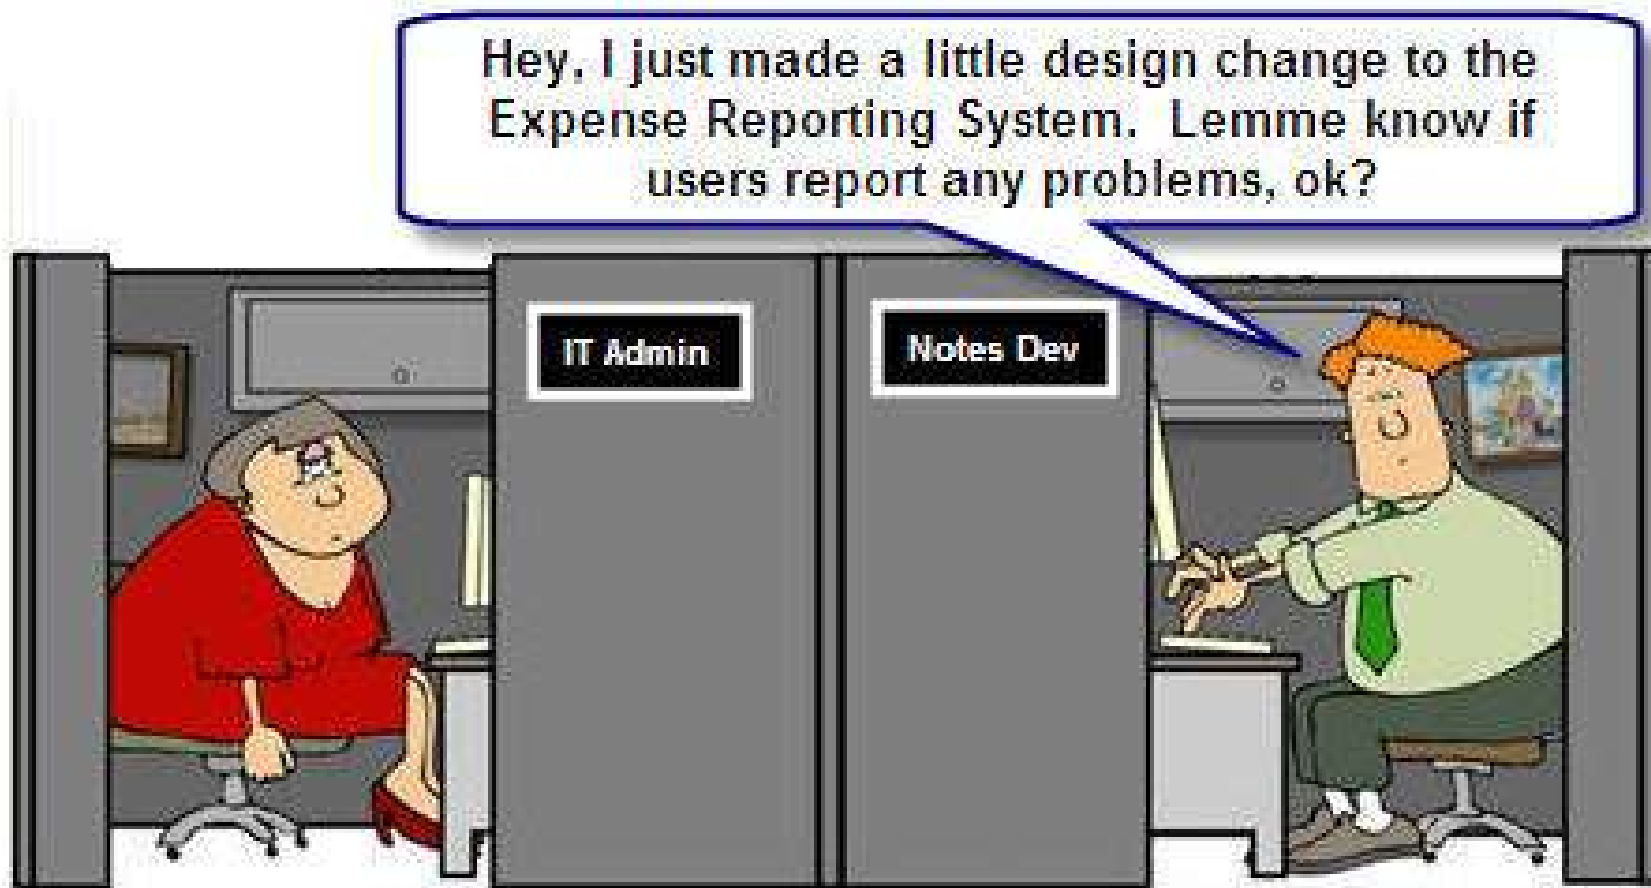 Hey, I just made a little design change to the
Expense Reporting System. Lemme know if
users report any problems, ok?
IT Admin
Notes Dev